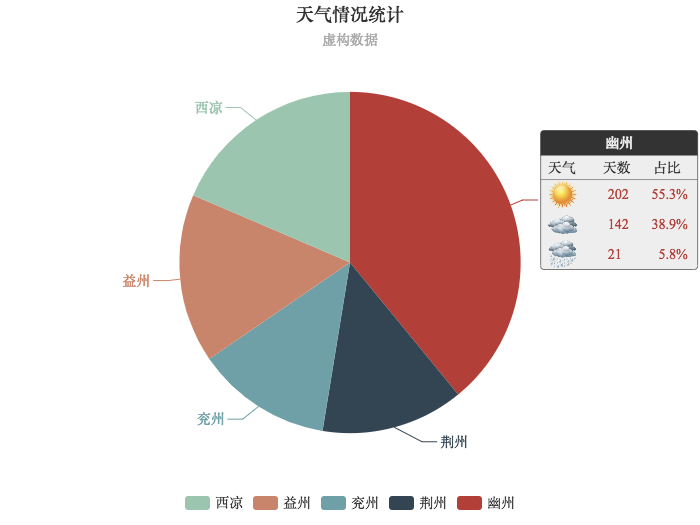 天气情况统计
虚构数据
西凉
幽州
天气 天数 占比
202 55.3%
142 38.9%
21 5.8%
益州
兖州
荆州
西凉 益州 兖州 荆州 幽州